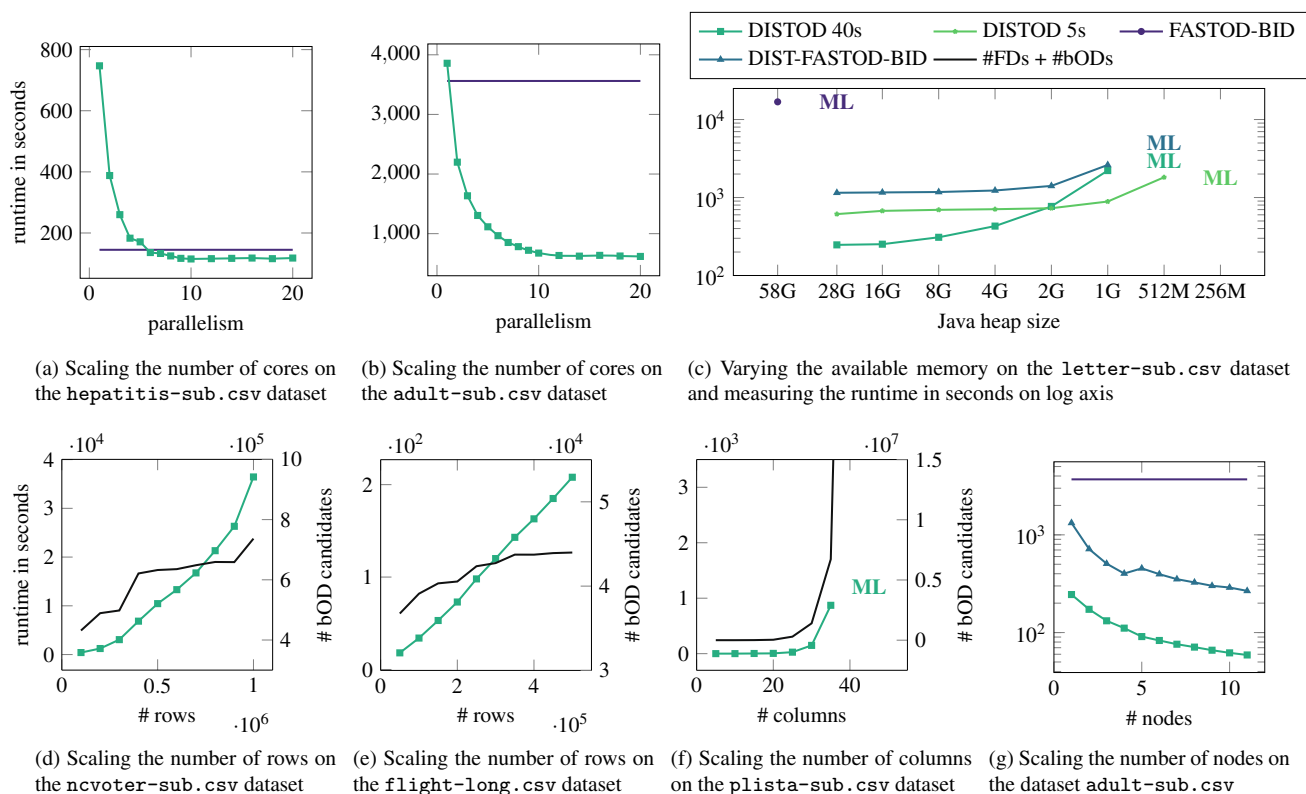 DISTOD 40s DISTOD 5s FASTOD-BID
DIST-FASTOD-BID #FDs + #bODs
runtime in seconds
800
600
400
200
0 10 20
parallelism
4,000
3,000
2,000
1,000
0 10 20
parallelism
10^4
10^3
10^2
ML
ML
ML
ML
58G 28G 16G 8G 4G 2G 1G 512M 256M
Java heap size
(a) Scaling the number of cores on
the hepatitis-sub.csv dataset
(b) Scaling the number of cores on
the adult-sub.csv dataset
(c) Varying the available memory on the letter-sub.csv dataset
and measuring the runtime in seconds on log axis
·10^4 ·10^5
runtime in seconds
4
3
2
1
0
10
8
6
4
# bOD candidates
0 0.5 1
# rows
·10^6
·10^2 ·10^4
2
1
0
5
4
3
# bOD candidates
0 2 4
# rows
·10^5
·10^3 ·10^7
3
2
1
0
1.5
1
0.5
0
ML
# bOD candidates
0 20 40
# columns
10^3
10^2
0 5 10
# nodes
(d) Scaling the number of rows on
the ncvoter-sub.csv dataset
(e) Scaling the number of rows on
the flight-long.csv dataset
(f) Scaling the number of columns
on the plista-sub.csv dataset
(g) Scaling the number of nodes on
the dataset adult-sub.csv